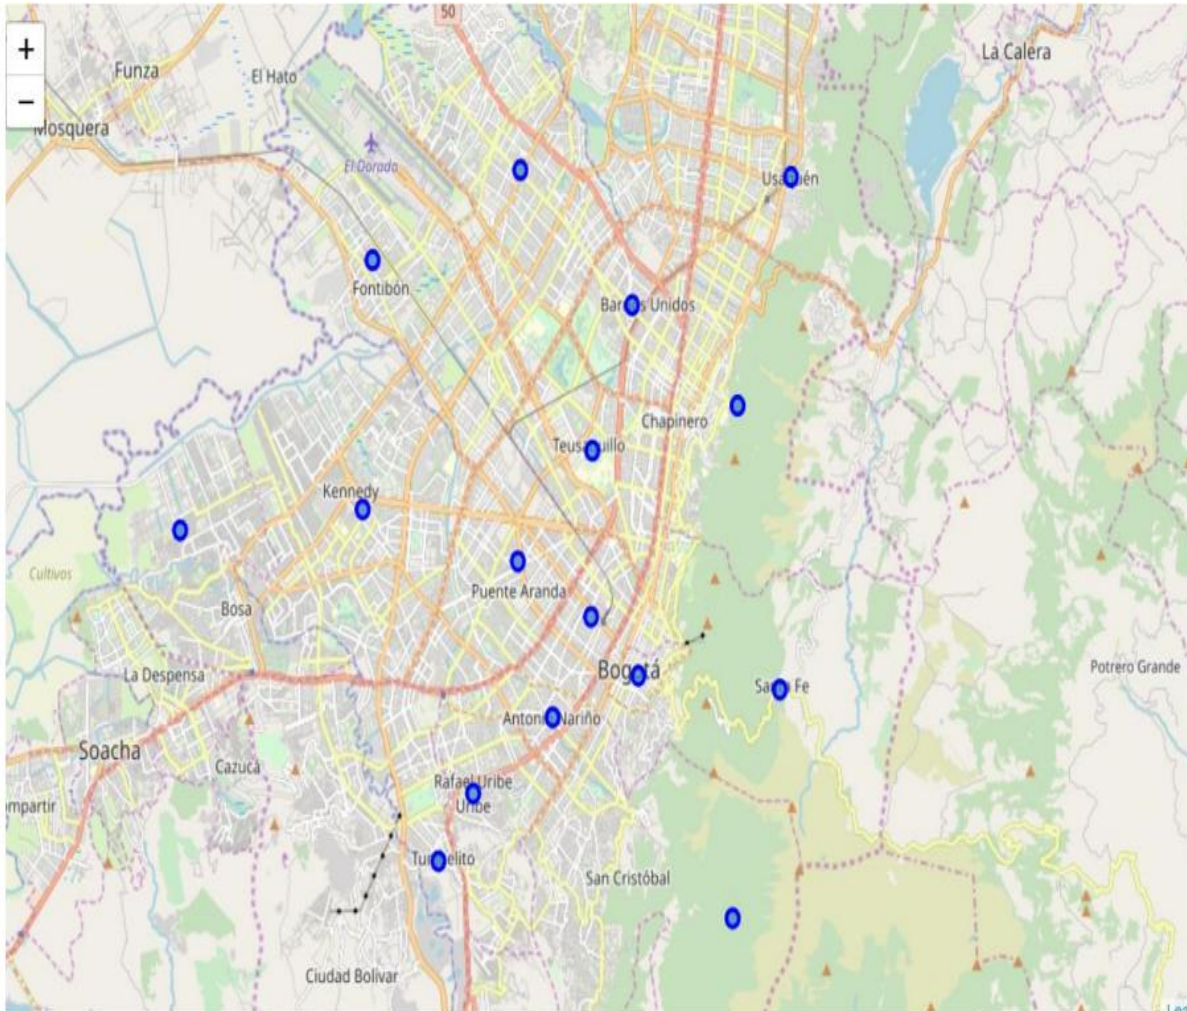 50
+
La Calera
Funza
El Hato
−
Mosquera
El Dorado
Usaquén
Fontibón
Barrios Unidos
Chapinero
Teusaquillo
Kennedy
Cultivos
Puente Aranda
Bosa
Bogotá
Potrero Grande
La Despensa
Santa Fe
Antonio Nariño
Soacha
Cazucá
Rafael Uribe
Uribe
ompartir
Tunjuelito
San Cristóbal
Ciudad Bolívar